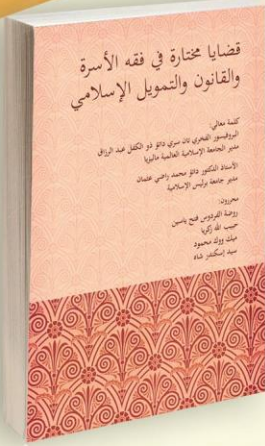 قضايا مختارة في فقه الأسرة
والقانون والتمويل الإسلامي
كلمة معالي:
البروفيسور الفخري تان سري داتؤ ذو الكفل عبد الرزاق
مدير الجامعة الإسلامية العالمية ماليزيا
الأستاذ الدكتور داتؤ محمد راضي عثمان
مدير جامعة برليس الإسلامية
محررون:
روضة الفردوس فتح ياسين
حبيب الله زكريا
ميك ووك محمود
سيد إسكندر شاه